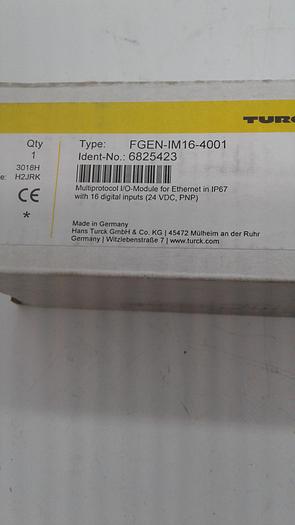 TURC
Qty
1
Type: FGEN-IM16-4001
Ident-No.: 6825423
3016H
e: H2JRK
CE
*
Multiprotocol I/O-Module for Ethernet in IP67
with 16 digital inputs (24 VDC, PNP)
Made in Germany
Hans Turck GmbH & Co. KG | 45472 Mülheim an der Ruhr
Germany | Witzlebenstraße 7 | www.turck.com